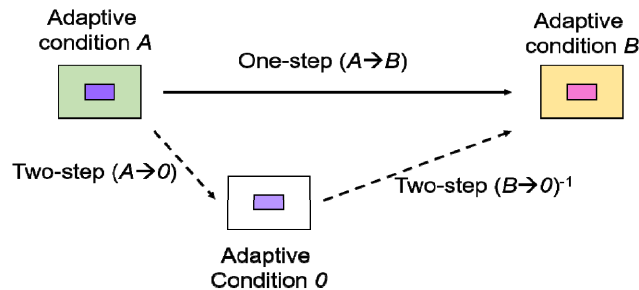 Adaptive
condition A
Adaptive
condition B
One-step (A→B)
Two-step (A→0)
Two-step (B→0)-1
Adaptive
Condition 0